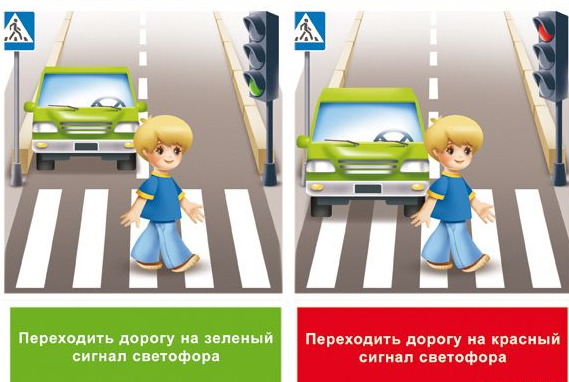 Переходить дорогу на зеленый
сигнал светофора
Переходить дорогу на красный
сигнал светофора